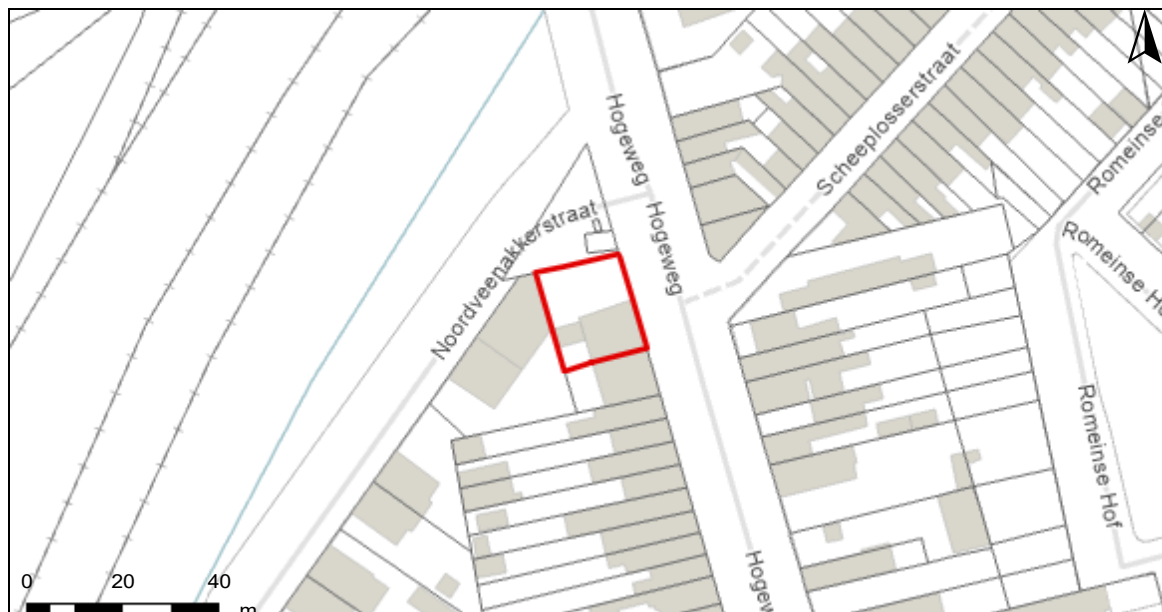 Hogeweg
Scheeplosserstraat
Romeinse
Noordveenakkerstraat
Hogeweg
Romeinse H
Romeinse Hof
Hogew
0 20 40
m